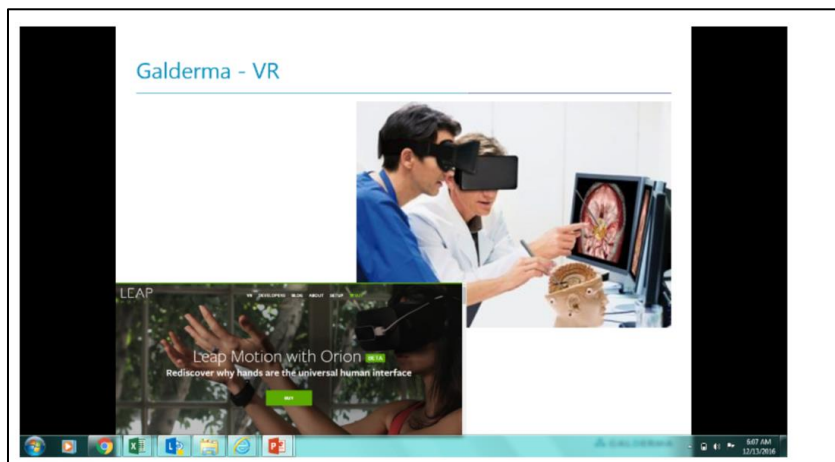 Galderma - VR
LEAP
VR DEVELOPERS BLOG ABOUT SETUP
Leap Motion with Orion BETA
Rediscover why hands are the universal human interface
BUY
GALDERMA
6:07 AM
12/13/2016